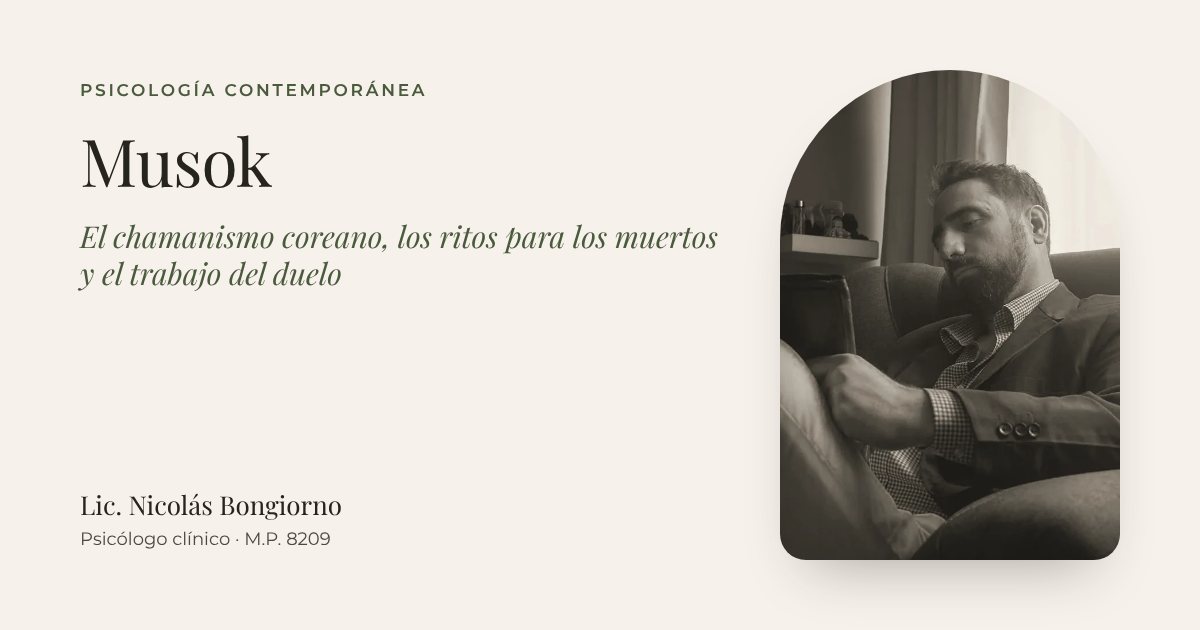 PSICOLOGÍA CONTEMPORÁNEA
Musok
El chamanismo coreano, los ritos para los muertos
y el trabajo del duelo
Lic. Nicolás Bongiorno
Psicólogo clínico · M.P. 8209